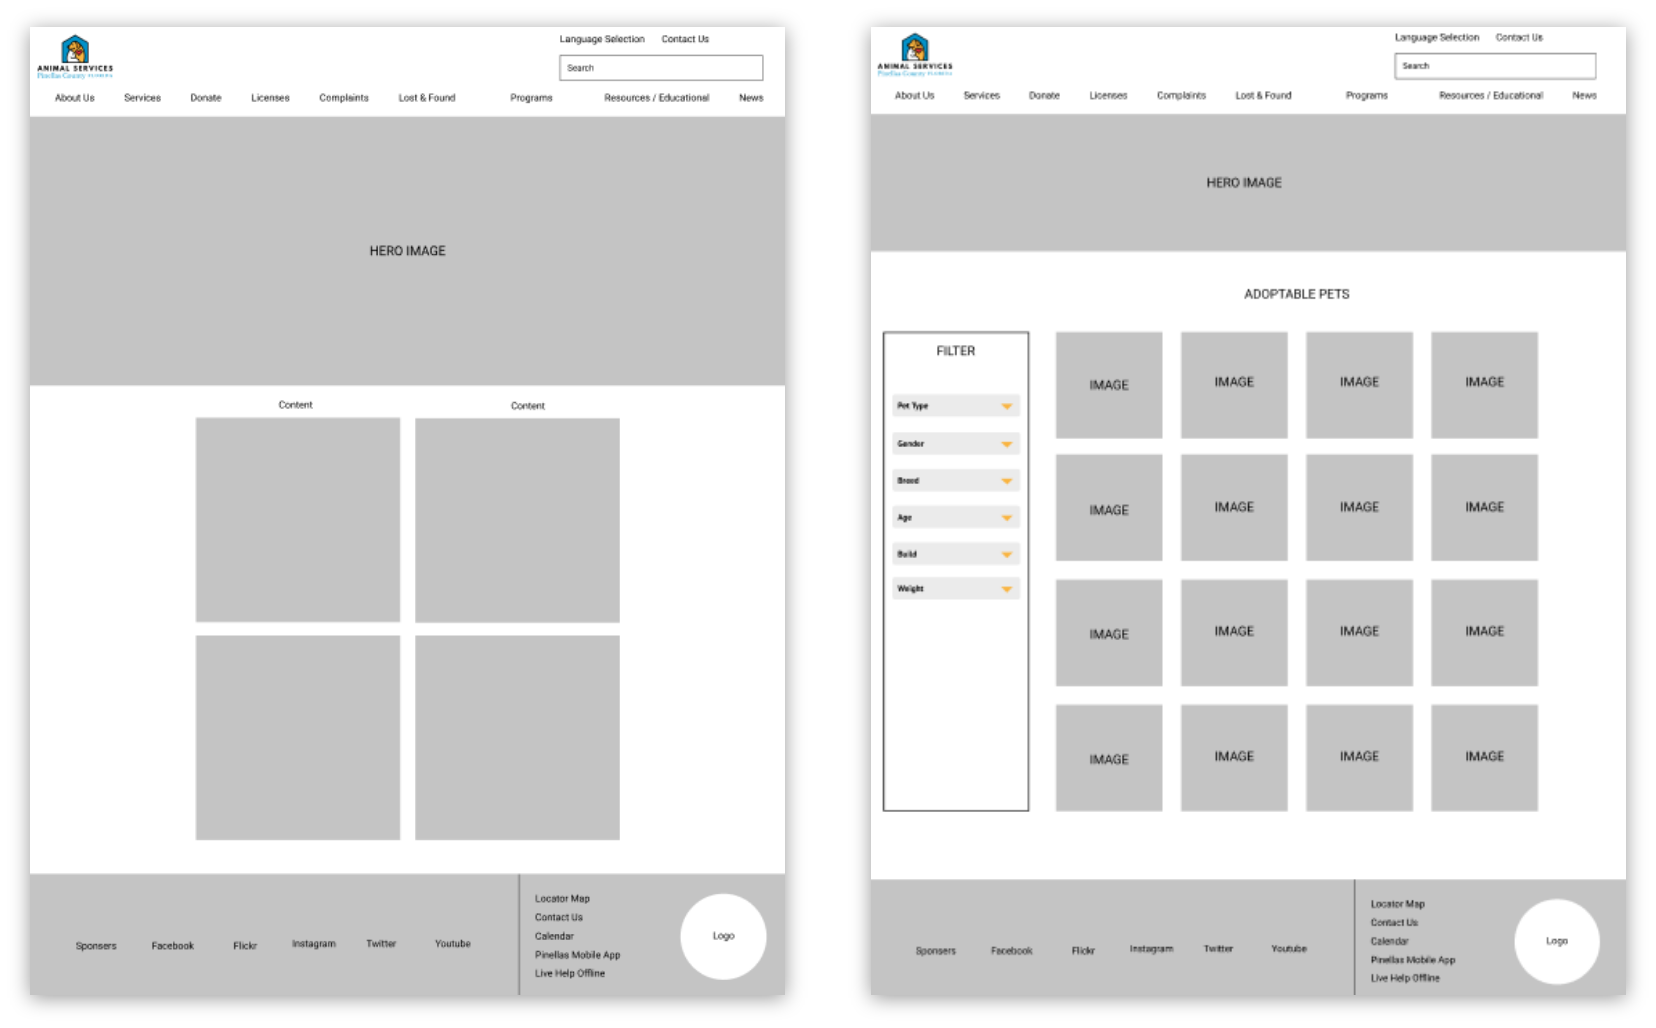 Language Selection Contact Us
ANIMAL SERVICES
Pinellas County FLORIDA
Search
About Us Services Donate Licenses Complaints Lost & Found Programs Resources / Educational News
HERO IMAGE
Content Content
Sponsers Facebook Flickr Instagram Twitter Youtube
Locator Map
Contact Us
Calendar
Pinellas Mobile App
Live Help Offline
Logo
Language Selection Contact Us
ANIMAL SERVICES
Pinellas County FLORIDA
Search
About Us Services Donate Licenses Complaints Lost & Found Programs Resources / Educational News
HERO IMAGE
ADOPTABLE PETS
FILTER
Pet Type
Gender
Breed
Age
Build
Weight
IMAGE IMAGE IMAGE IMAGE
IMAGE IMAGE IMAGE IMAGE
IMAGE IMAGE IMAGE IMAGE
IMAGE IMAGE IMAGE IMAGE
Sponsers Facebook Flickr Instagram Twitter Youtube
Locator Map
Contact Us
Calendar
Pinellas Mobile App
Live Help Offline
Logo